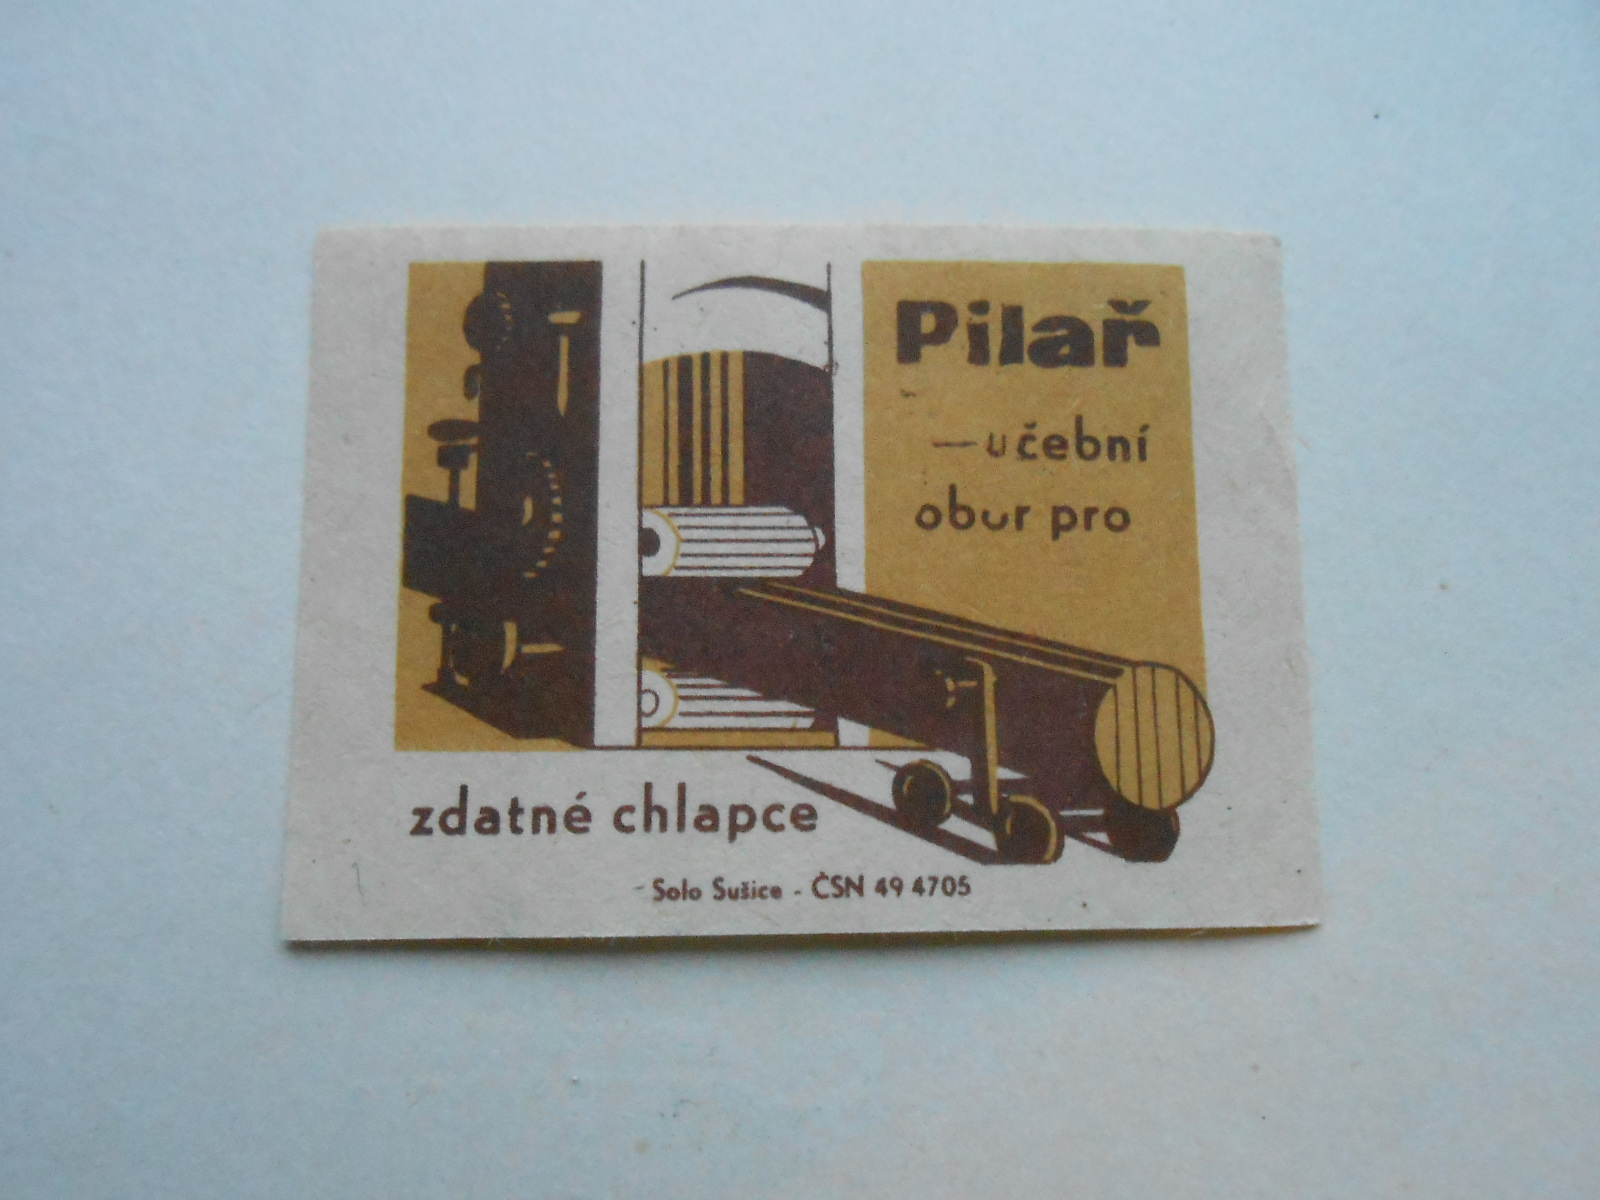 Pilař
—učební
obor pro
zdatné chlapce
Solo Sušice - ČSN 49 4705